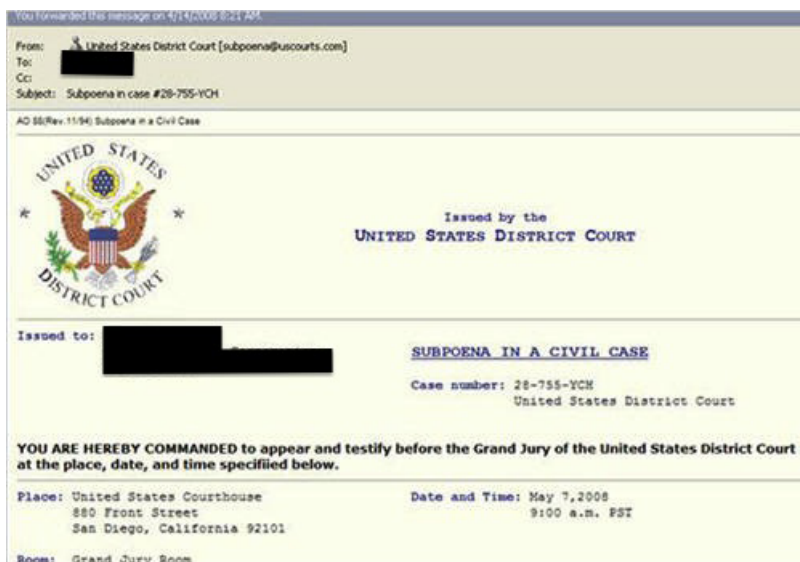 You forwarded this message on 4/14/2008 8:21 AM.
From: United States District Court [subpoena@uscourts.com]
To:
Cc:
Subject: Subpoena in case #28-755-YCH
AO 88(Rev.11/94) Subpoena in a Civil Case
UNITED STATES
DISTRICT COURT
Issued by the
UNITED STATES DISTRICT COURT
Issued to:
SUBPOENA IN A CIVIL CASE
Case number: 28-755-YCH
United States District Court
YOU ARE HEREBY COMMANDED to appear and testify before the Grand Jury of the United States District Court
at the place, date, and time specifiied below.
Place: United States Courthouse
880 Front Street
San Diego, California 92101
Date and Time: May 7,2008
9:00 a.m. PST
Room: Grand Jury Room